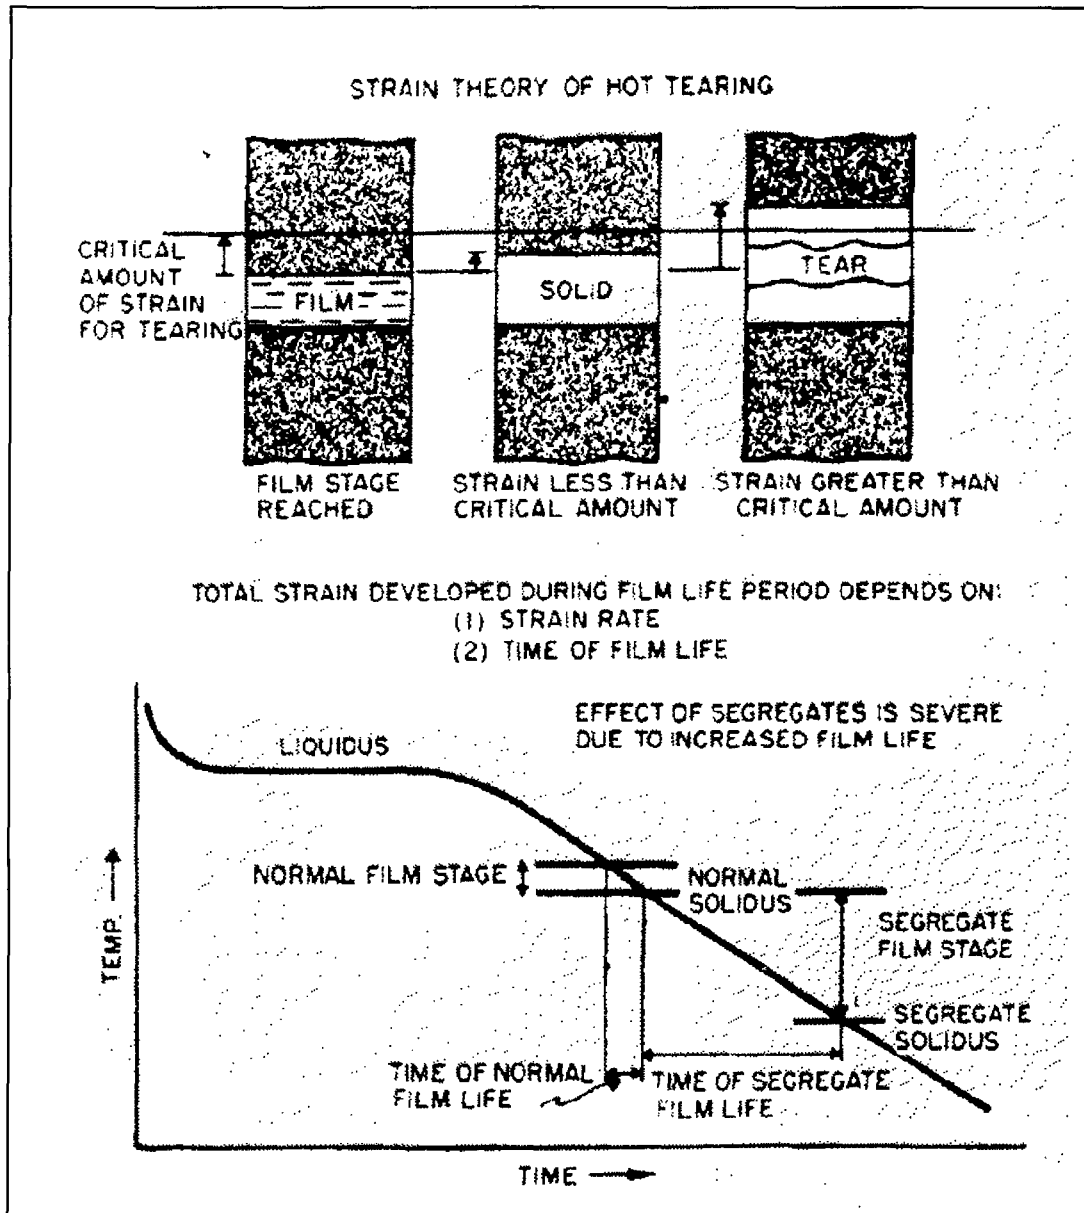 STRAIN THEORY OF HOT TEARING
CRITICAL
AMOUNT
OF STRAIN
FOR TEARING
FILM
SOLID
TEAR
FILM STAGE
REACHED
STRAIN LESS THAN
CRITICAL AMOUNT
STRAIN GREATER THAN
CRITICAL AMOUNT
TOTAL STRAIN DEVELOPED DURING FILM LIFE PERIOD DEPENDS ON:
(1) STRAIN RATE
(2) TIME OF FILM LIFE
EFFECT OF SEGREGATES IS SEVERE
DUE TO INCREASED FILM LIFE
LIQUIDUS
NORMAL FILM STAGE
NORMAL
SOLIDUS
SEGREGATE
FILM STAGE
SEGREGATE
SOLIDUS
TIME OF NORMAL
FILM LIFE
TIME OF SEGREGATE
FILM LIFE
TEMP.
TIME